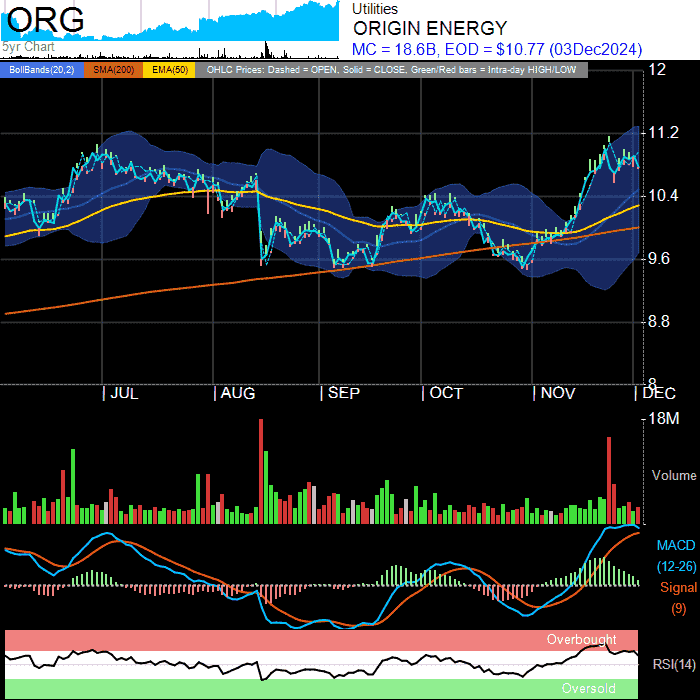 ORG
5yr Chart
Utilities
ORIGIN ENERGY
MC = 18.6B, EOD = $10.77 (03Dec2024)
BollBands(20,2) SMA(200) EMA(50) OHLC Prices: Dashed = OPEN, Solid = CLOSE, Green/Red bars = Intra-day HIGH/LOW
12
11.2
10.4
9.6
8.8
8
| JUL | AUG | SEP | OCT | NOV | DEC
18M
Volume
MACD
(12-26)
Signal
(9)
Overbought
RSI(14)
Oversold